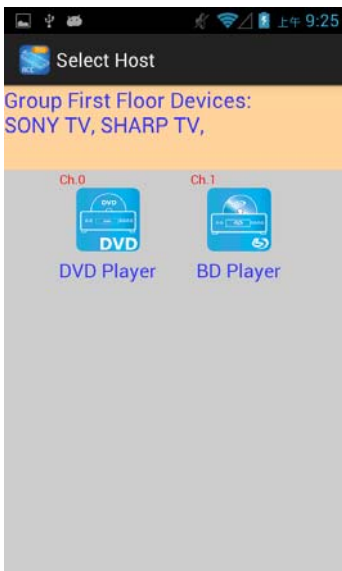 上午 9:25
Select Host
Group First Floor Devices:
SONY TV, SHARP TV,
Ch.0 Ch.1
DVD
DVD
DVD Player BD Player